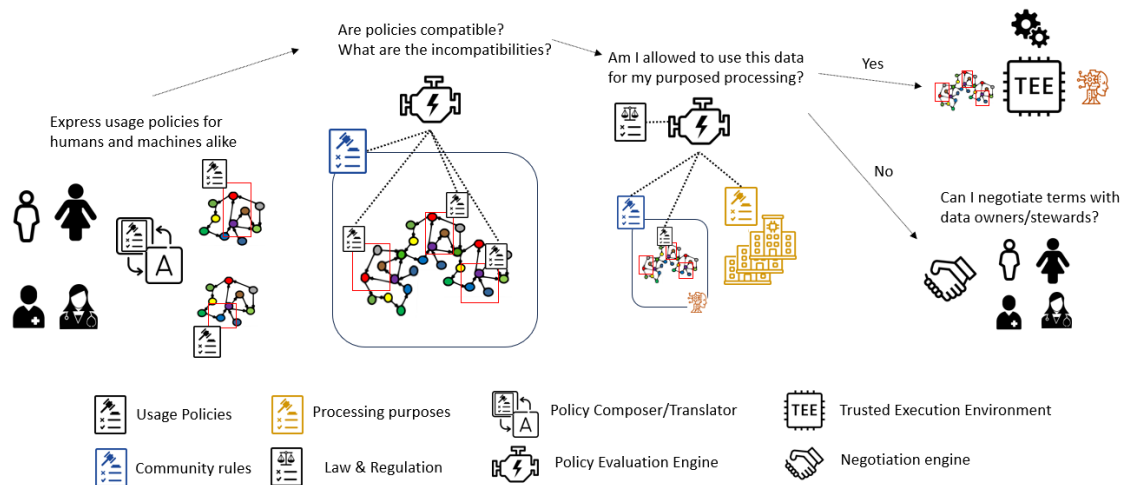 Are policies compatible?
What are the incompatibilities?
Am I allowed to use this data
for my purposed processing?
Yes
TEE
Express usage policies for
humans and machines alike
A
No
Can I negotiate terms with
data owners/stewards?
Usage Policies
Processing purposes
A
Policy Composer/Translator
TEE
Trusted Execution Environment
Community rules
Law & Regulation
Policy Evaluation Engine
Negotiation engine